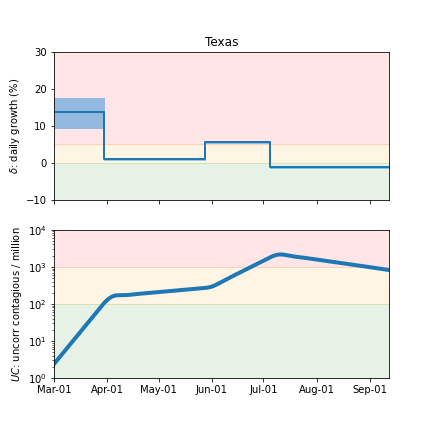 Texas
30
20
10
0
−10
δ: daily growth (%)
10⁴
10³
10²
10¹
10⁰
UC: uncorr contagious / million
Mar-01 Apr-01 May-01 Jun-01 Jul-01 Aug-01 Sep-01